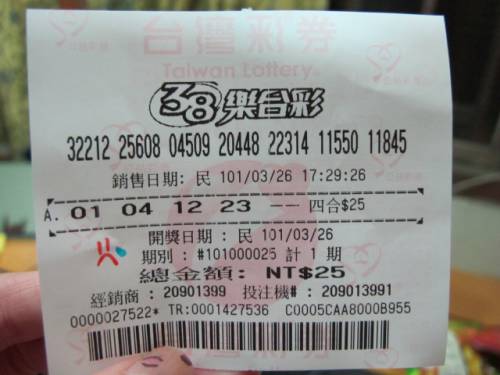 台灣彩券
Taiwan Lottery
38樂合彩
32212 25608 04509 20448 22314 11550 11845
銷售日期: 民 101/03/26 17:29:26
A. 01 04 12 23 -- 四合$25
開獎日期 : 民 101/03/26
期別 : #101000025 計 1 期
總金額: NT$25
經銷商 : 20901399 投注機# : 209013991
0000027522* TR:0001427536 C0005CAA8000B955